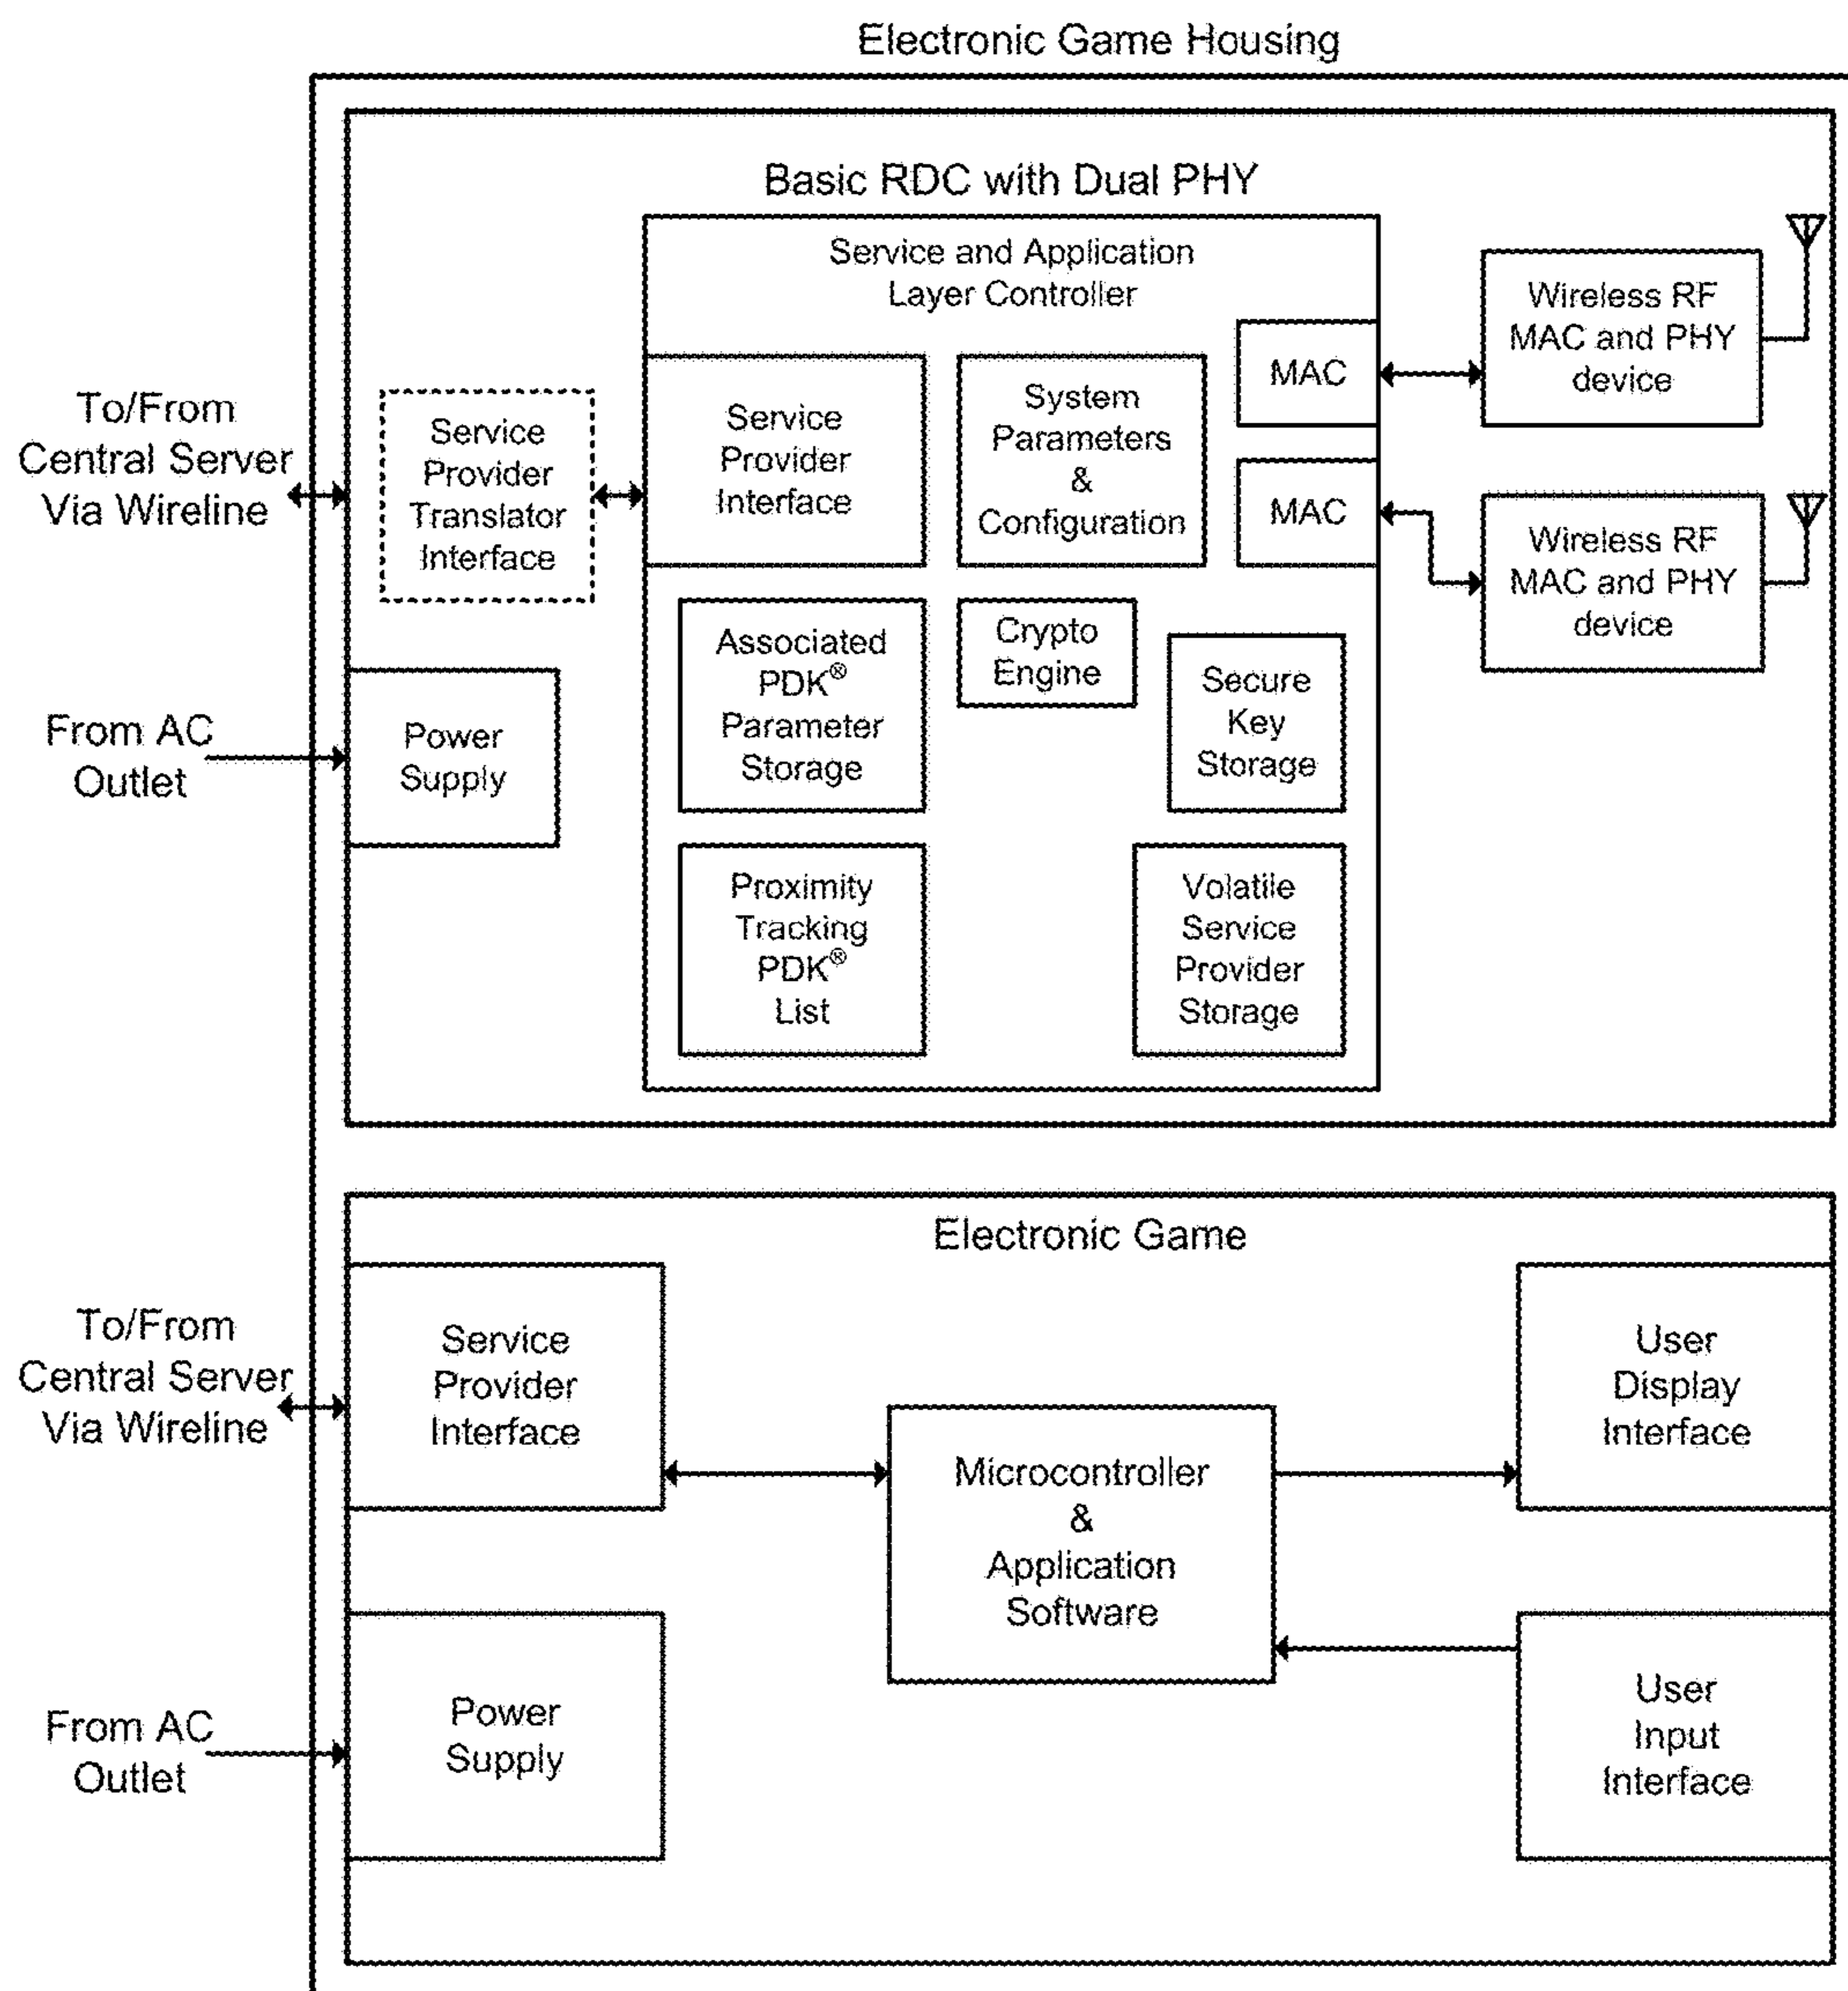 Electronic Game Housing
Basic RDC with Dual PHY
Service and Application
Layer Controller
Wireless RF
MAC and PHY
device
MAC
To/From
Central Server
Via Wireline
Service
Provider
Translator
Interface
Service
Provider
Interface
System
Parameters
&
Configuration
MAC
Wireless RF
MAC and PHY
device
Associated
PDK®
Parameter
Storage
Crypto
Engine
Secure
Key
Storage
From AC
Outlet
Power
Supply
Proximity
Tracking
PDK®
List
Volatile
Service
Provider
Storage
Electronic Game
To/From
Central Server
Via Wireline
Service
Provider
Interface
User
Display
Interface
Microcontroller
&
Application
Software
From AC
Outlet
Power
Supply
User
Input
Interface